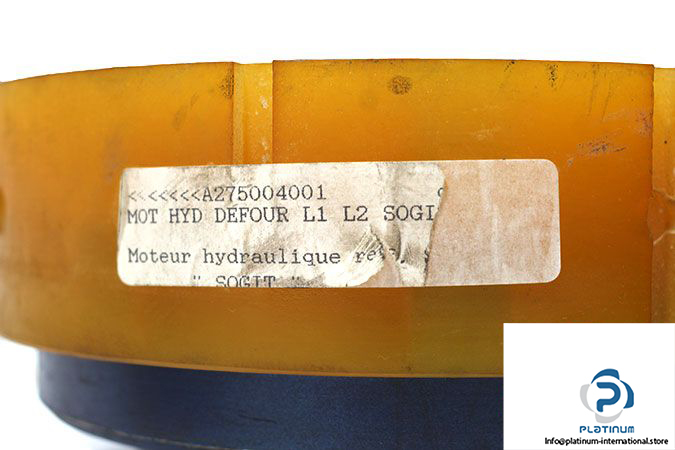 <<<<<<<A275004001
MOT HYD DEFOUR L1 L2 SOGI
Moteur hydraulique
" SOGIT "
PLATINUM
Info@platinum-international.store